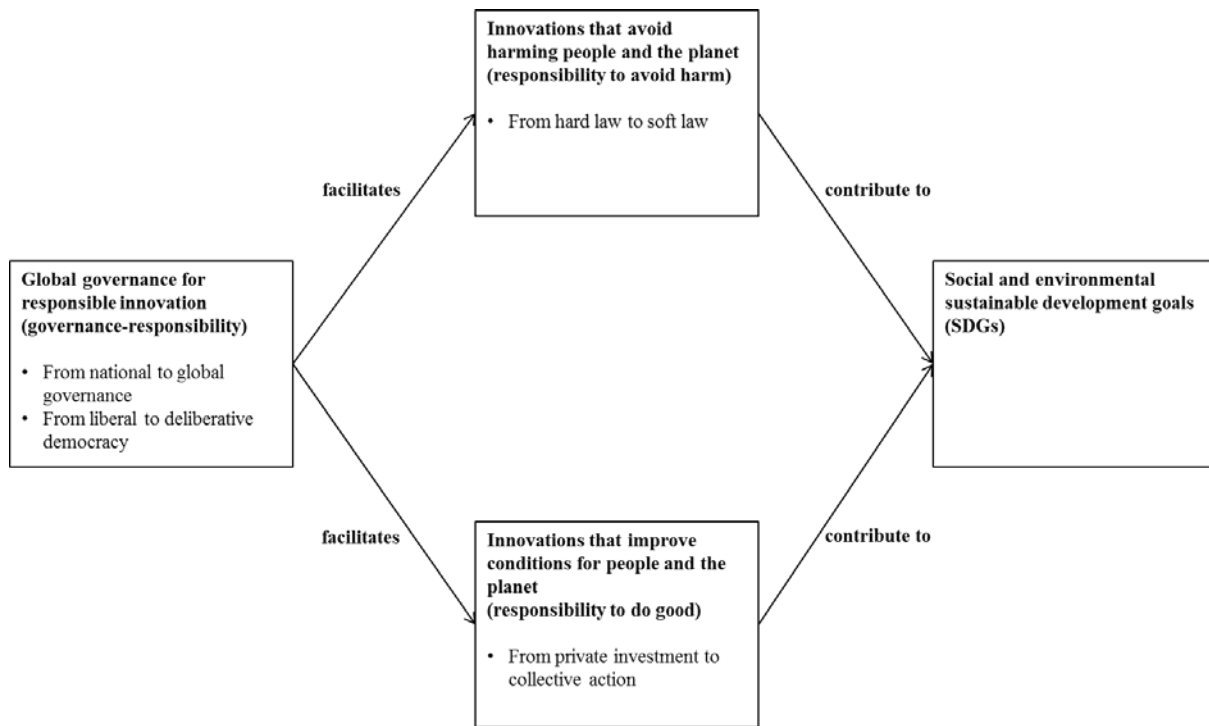 Innovations that avoid
harming people and the planet
(responsibility to avoid harm)
• From hard law to soft law
facilitates
contribute to
Global governance for
responsible innovation
(governance-responsibility)
• From national to global
governance
• From liberal to deliberative
democracy
Social and environmental
sustainable development goals
(SDGs)
facilitates
contribute to
Innovations that improve
conditions for people and the
planet
(responsibility to do good)
• From private investment to
collective action